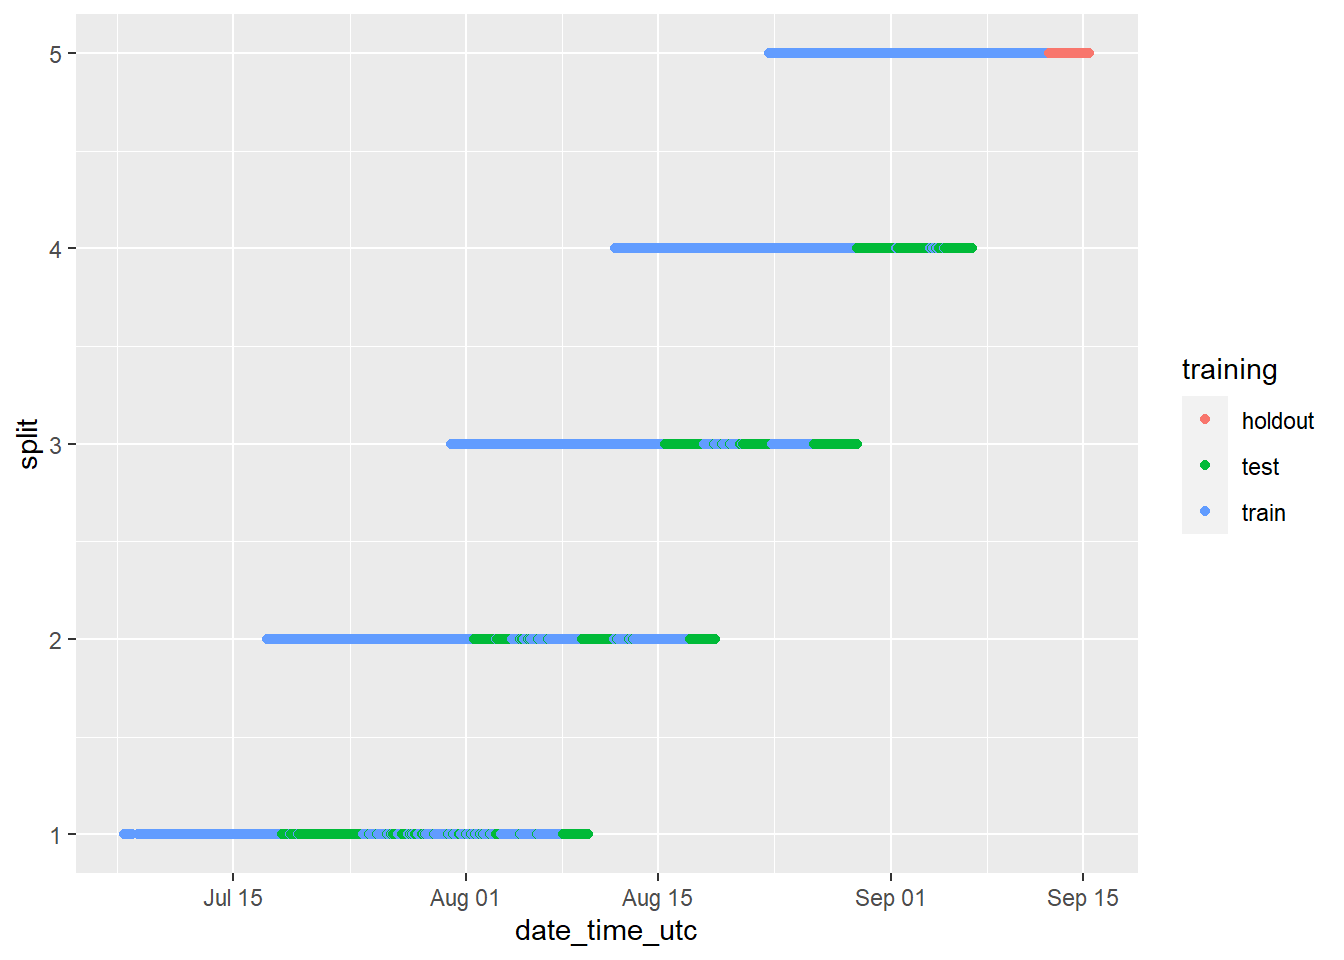 5
4
3
2
1
split
Jul 15
Aug 01
Aug 15
Sep 01
Sep 15
date_time_utc
training
holdout
test
train